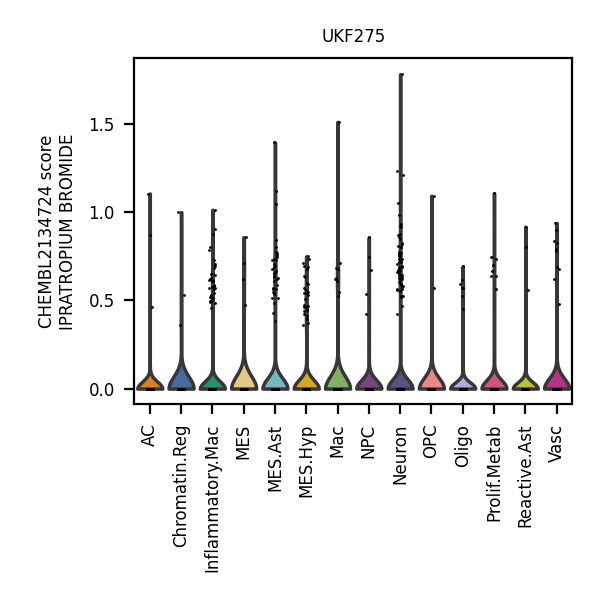 UKF275
CHEMBL2134724 score
IPRATROPIUM BROMIDE
1.5
1.0
0.5
0.0
AC
Chromatin.Reg
Inflammatory.Mac
MES
MES.Ast
MES.Hyp
Mac
NPC
Neuron
OPC
Oligo
Prolif.Metab
Reactive.Ast
Vasc